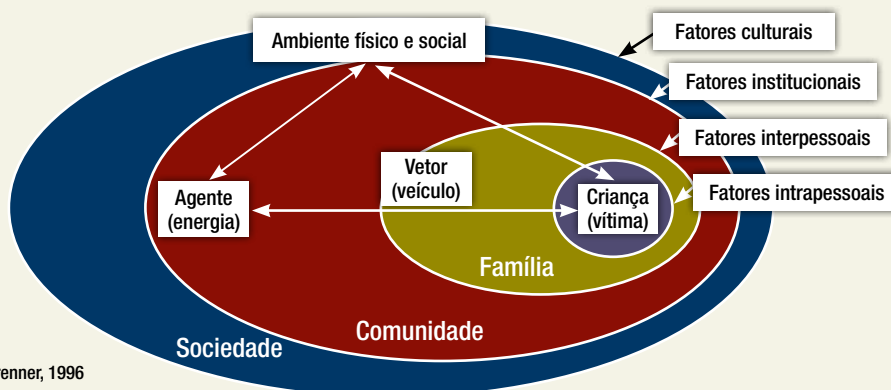 Ambiente físico e social
Fatores culturais
Fatores institucionais
Fatores interpessoais
Fatores intrapessoais
Vetor
(veículo)
Agente
(energia)
Criança
(vítima)
Família
Comunidade
Sociedade
1996